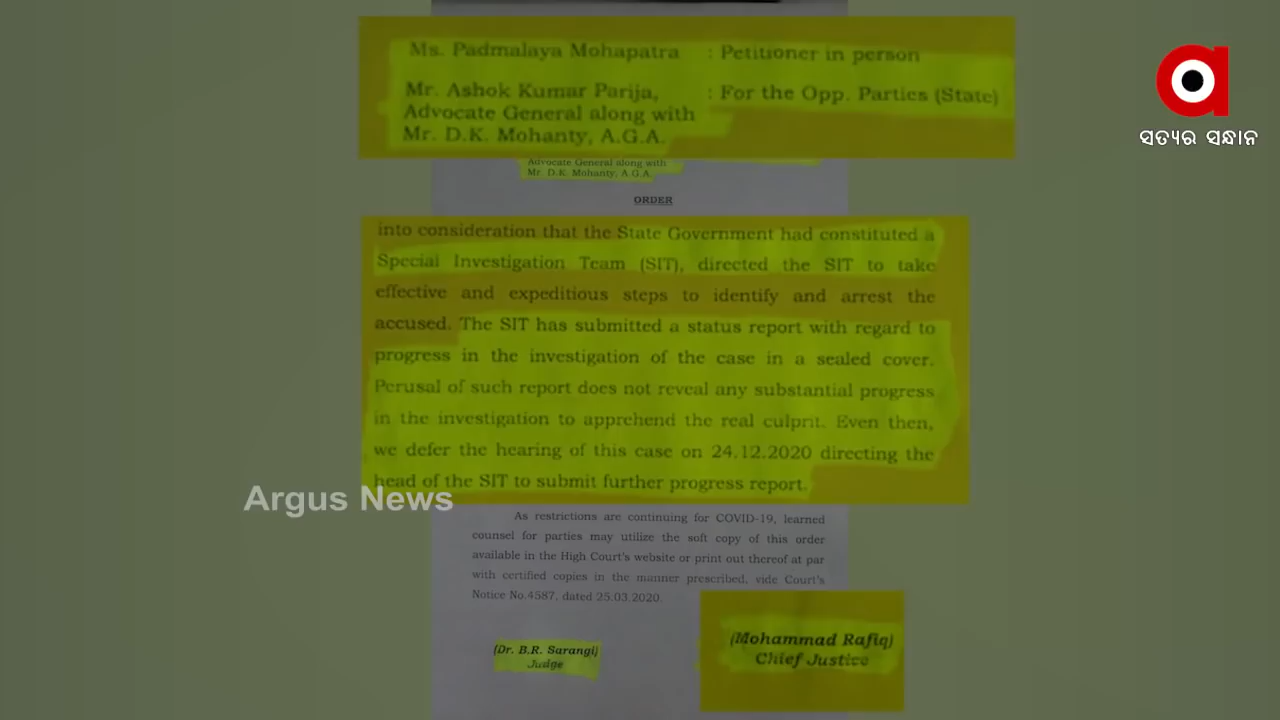 Ms. Padmalaya Mohapatra : Petitioner in person
Mr. Ashok Kumar Parija, : For the Opp. Parties (State)
Advocate General along with
Mr. D.K. Mohanty, A.G.A.
ସତ୍ୟର ସନ୍ଧାନ
Advocate General along with
Mr. D.K. Mohanty, A.G.A.
ORDER
into consideration that the State Government had constituted a
Special Investigation Team (SIT), directed the SIT to take
effective and expeditious steps to identify and arrest the
accused. The SIT has submitted a status report with regard to
progress in the investigation of the case in a sealed cover.
Perusal of such report does not reveal any substantial progress
in the investigation to apprehend the real culprit. Even then,
we defer the hearing of this case on 24.12.2020 directing the
head of the SIT to submit further progress report.
Argus News
As restrictions are continuing for COVID-19, learned
counsel for parties may utilize the soft copy of this order
available in the High Court's website or print out thereof at par
with certified copies in the manner prescribed, vide Court's
Notice No.4587, dated 25.03.2020.
(Dr. B.R. Sarangi)
Judge
(Mohammad Rafiq)
Chief Justice